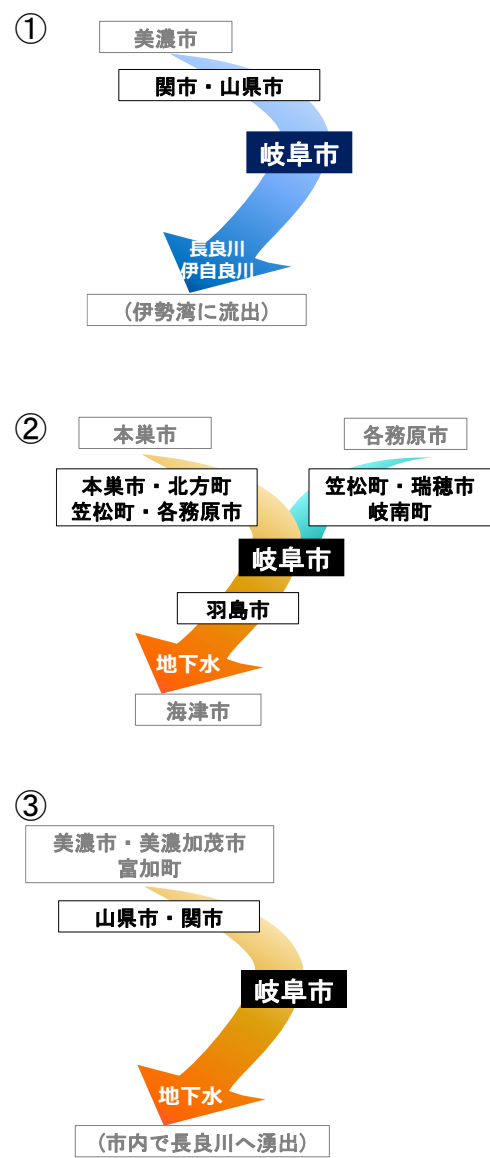 ①
美濃市
関市・山県市
岐阜市
長良川
伊自良川
(伊勢湾に流出)
②
本巣市
各務原市
本巣市・北方町
笠松町・各務原市
笠松町・瑞穂市
岐南町
岐阜市
羽島市
地下水
海津市
③
美濃市・美濃加茂市
富加町
山県市・関市
岐阜市
地下水
(市内で長良川へ湧出)